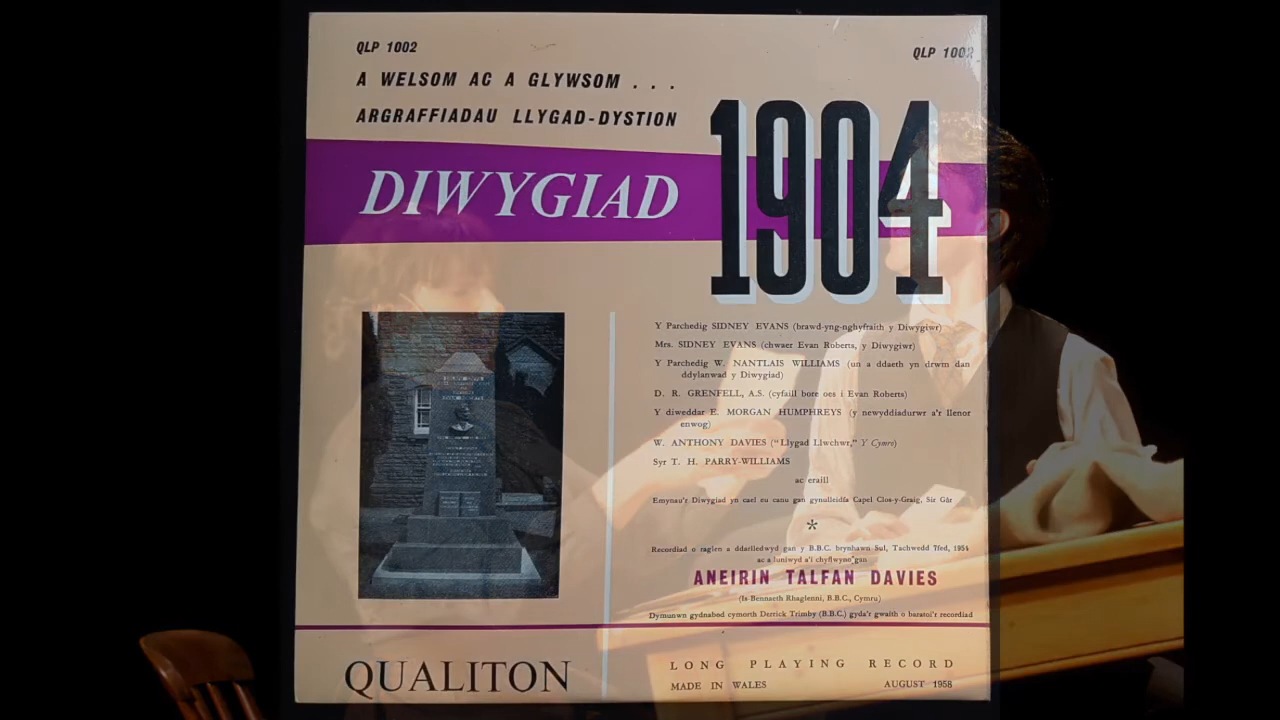 QLP 1002
QLP 1002
A WELSOM AC A GLYWSOM . . .
ARGRAFFIADAU LLYGAD-DYSTION
DIWYGIAD
1904
Y Parchedig SIDNEY EVANS (brawd-yng-nghyfraith y Diwygiwr)
Mrs. SIDNEY EVANS (chwaer Evan Roberts, y Diwygiwr)
Y Parchedig W. NANTLAIS WILLIAMS (un a ddaeth yn drwm dan
ddylanwad y Diwygiad)
D. R. GRENFELL, A.S. (cyfaill bore oes i Evan Roberts)
Y diweddar E. MORGAN HUMPHREYS (y newyddiadurwr a'r llenor
enwog)
W. ANTHONY DAVIES ("Llygad Llwchwr," Y Cymro)
Syr T. H. PARRY-WILLIAMS
ac eraill
Emynau'r Diwygiad yn cael eu canu gan gynulleidfa Capel Clos-y-Graig, Sir Gâr
*
Recordiad o raglen a ddarlledwyd gan y B.B.C. brynhawn Sul, Tachwedd 7fed, 1954
ac a luniwyd a'i chyflwyno gan
ANEIRIN TALFAN DAVIES
(Is-Bennaeth Rhaglenni, B.B.C., Cymru)
Dymunwn gydnabod cymorth Derrick Trimby (B.B.C.) gyda'r gwaith o baratoi'r recordiad
QUALITON
LONG PLAYING RECORD
MADE IN WALES
AUGUST 1958